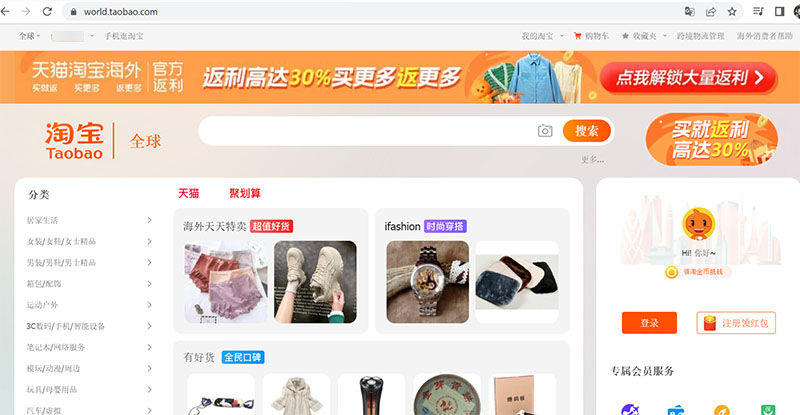 world.taobao.com
全球
手机逛淘宝
我的淘宝
购物车
收藏夹
跨境物流管理
海外消费者帮助
天猫淘宝海外
买就返 买更多 返更多
官方
返利
返利高达30%买更多返更多
点我解锁大量返利
淘宝
Taobao
全球
搜索
更多...
买就返利
高达30%
分类
居家生活
女装/女鞋/女士精品
男装/男鞋/男士精品
箱包/配饰
运动户外
3C数码/手机/智能设备
笔记本/网络服务
模玩/动漫/周边
玩具/母婴用品
汽车/虚拟
天猫
聚划算
海外天天特卖
超值好货
ifashion
时尚穿搭
有好货
全民口碑
Hi! 你好~
领淘金币抵钱
登录
注册领红包
专属会员服务